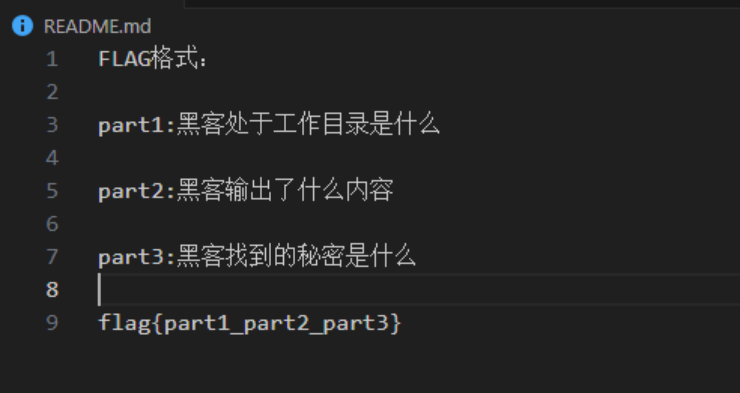 README.md
1 FLAG格式：
2
3 part1:黑客处于工作目录是什么
4
5 part2:黑客输出了什么内容
6
7 part3:黑客找到的秘密是什么
8
9 flag{part1_part2_part3}